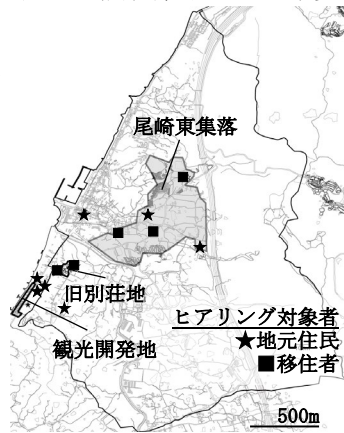 尾崎東集落
旧別荘地
観光開発地
ヒアリング対象者
★地元住民
■移住者
500m